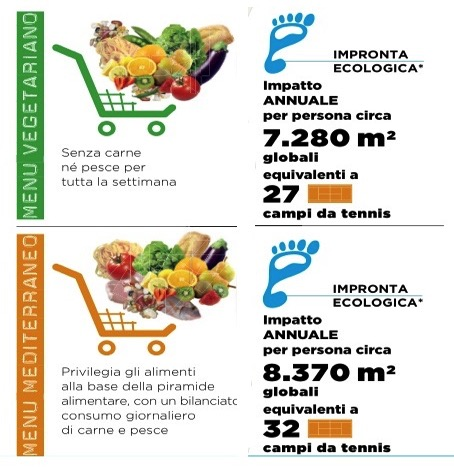 MENU VEGETARIANO
Senza carne
né pesce per
tutta la settimana
IMPRONTA
ECOLOGICA*
Impatto
ANNUALE
per persona circa
7.280 m²
globali
equivalenti a
27
campi da tennis
MENU MEDITERRANEO
Privilegia gli alimenti
alla base della piramide
alimentare, con un bilanciato
consumo giornaliero
di carne e pesce
IMPRONTA
ECOLOGICA*
Impatto
ANNUALE
per persona circa
8.370 m²
globali
equivalenti a
32
campi da tennis